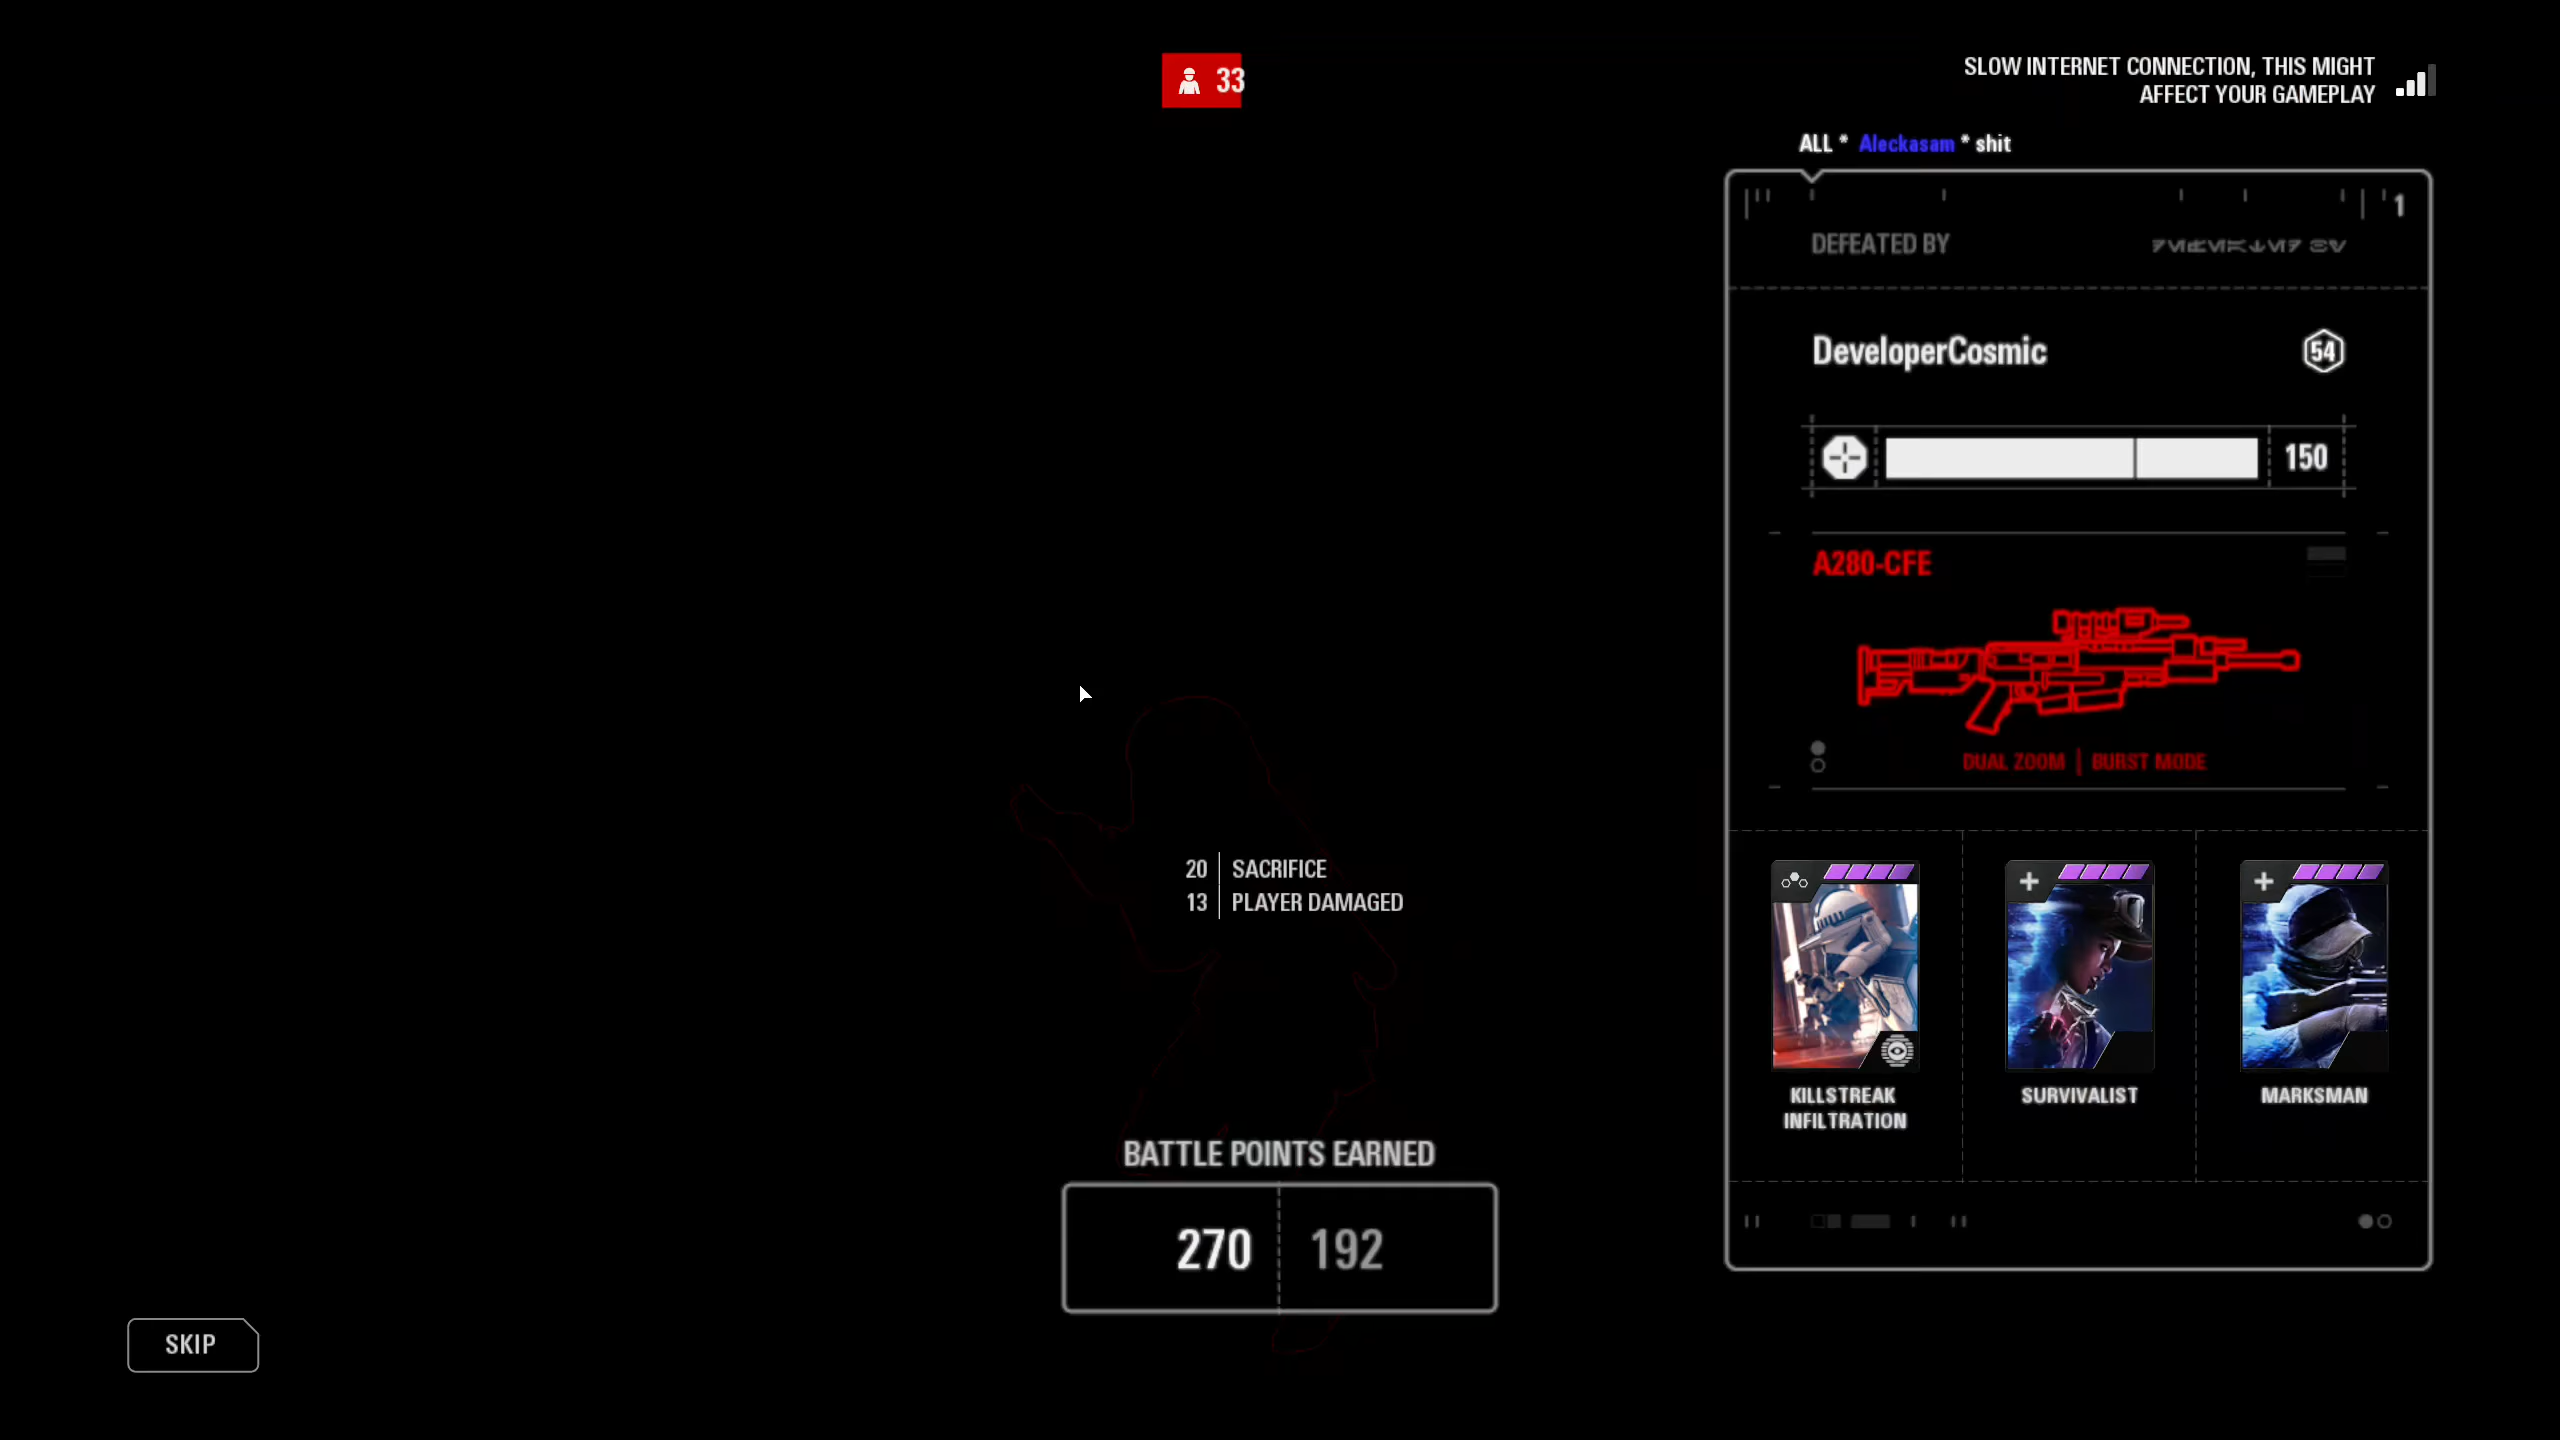 33
SLOW INTERNET CONNECTION, THIS MIGHT
AFFECT YOUR GAMEPLAY
ALL * Aleckasam * shit
1
DEFEATED BY
DeveloperCosmic
54
150
A280-CFE
DUAL ZOOM | BURST MODE
KILLSTREAK
INFILTRATION
SURVIVALIST
MARKSMAN
20 | SACRIFICE
13 | PLAYER DAMAGED
BATTLE POINTS EARNED
270
192
SKIP